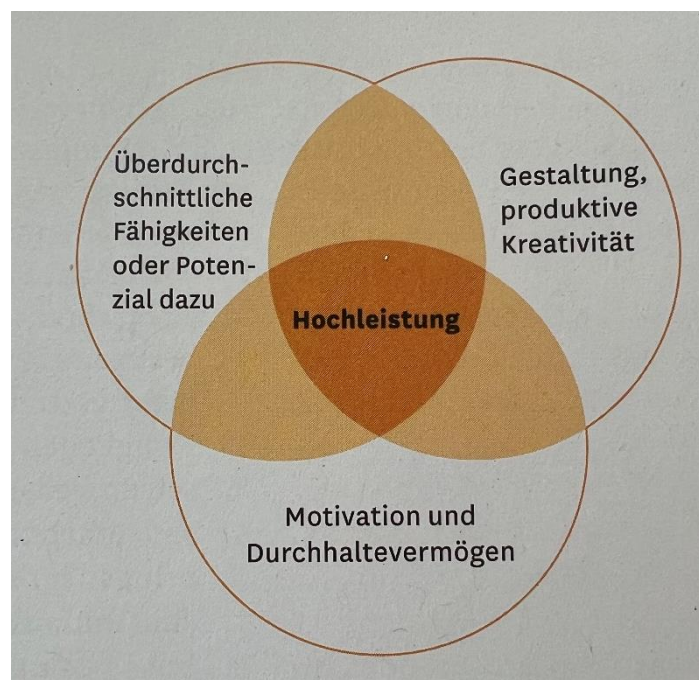 Überdurch-
schnittliche
Fähigkeiten
oder Poten-
zial dazu
Gestaltung,
produktive
Kreativität
Hochleistung
Motivation und
Durchhaltevermögen